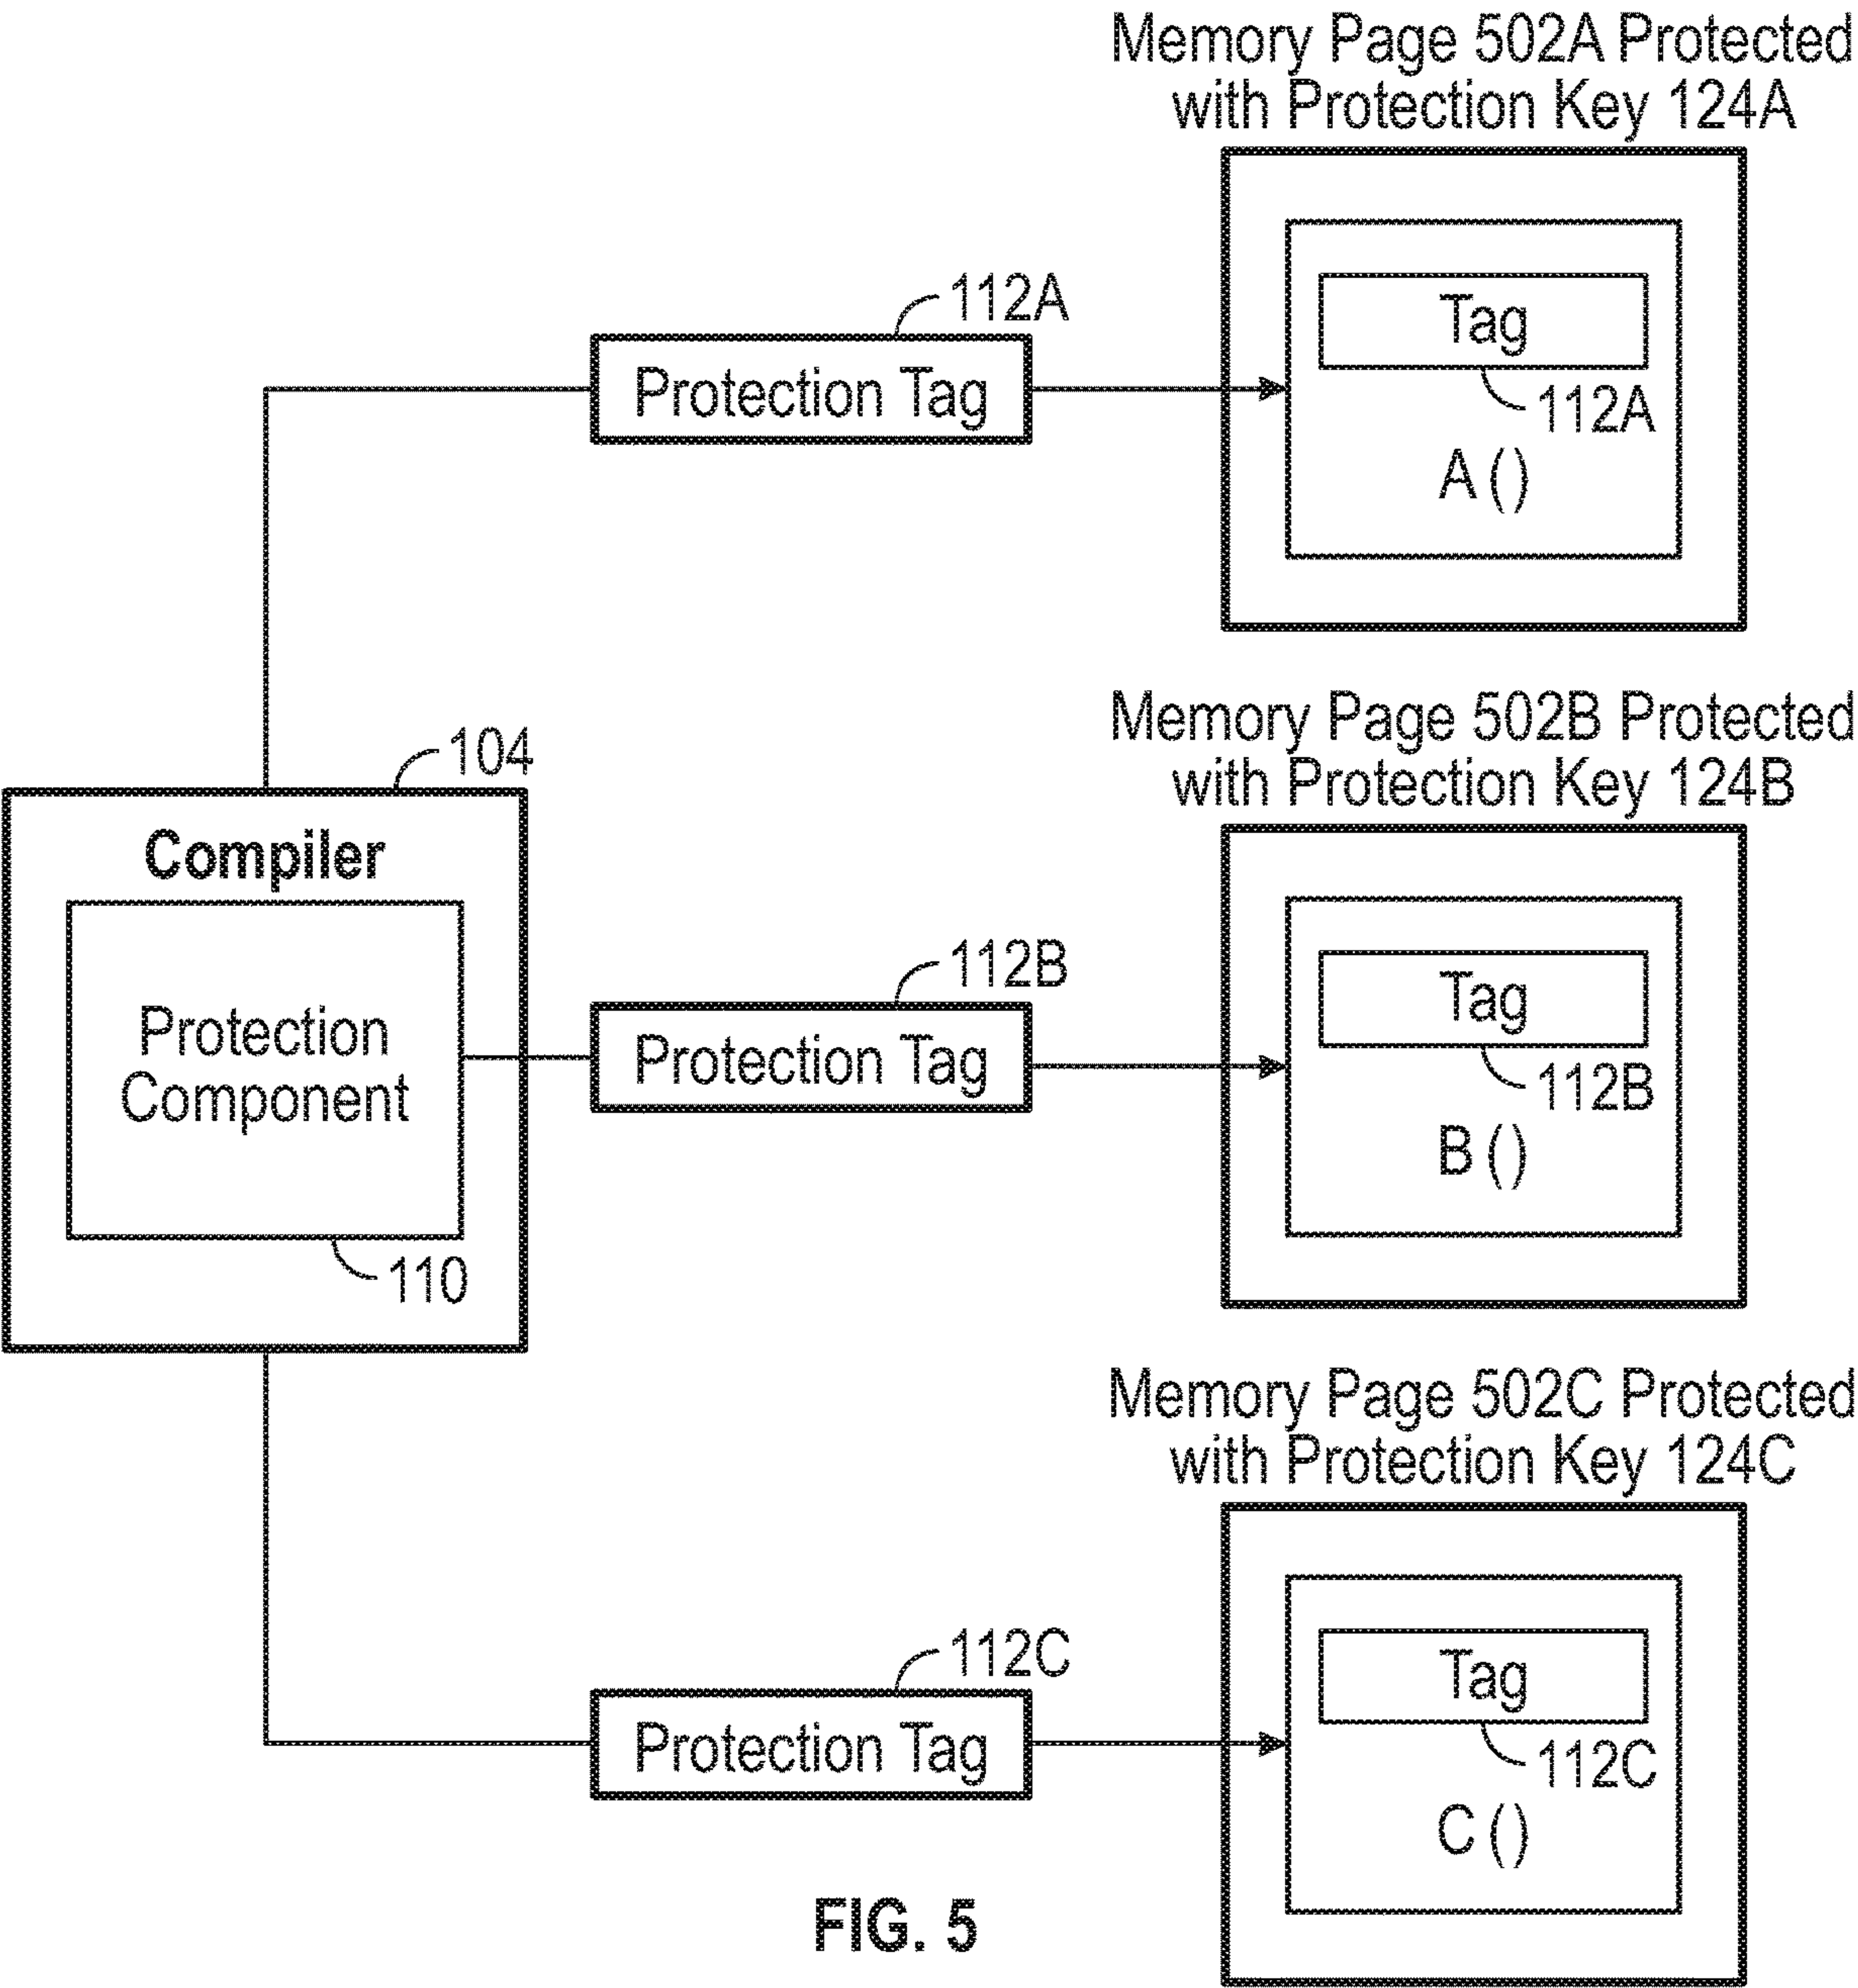 Memory Page 502A Protected
with Protection Key 124A
112A
Protection Tag
Tag
112A
A ()
Memory Page 502B Protected
with Protection Key 124B
104
Compiler
Protection
Component
110
112B
Protection Tag
Tag
112B
B ()
Memory Page 502C Protected
with Protection Key 124C
112C
Protection Tag
Tag
112C
C ()
FIG. 5